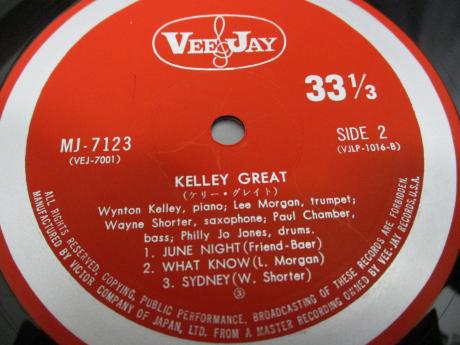 VEE JAY
33 1/3
MJ-7123
(VEJ-7001)
SIDE 2
(VJLP-1016-B)
KELLEY GREAT
(ケリー・グレイト)
Wynton Kelley, piano; Lee Morgan, trumpet;
Wayne Shorter, saxophone; Paul Chamber,
bass; Philly Jo Jones, drums.
1. JUNE NIGHT (Friend-Baer)
2. WHAT KNOW (L. Morgan)
3. SYDNEY (W. Shorter)
③
ALL RIGHTS RESERVED, COPYING, PUBLIC PERFORMANCE, BROADCASTING OF THESE RECORDS ARE FORBIDDEN.
MANUFACTURED BY VICTOR COMPANY OF JAPAN, LTD. FROM A MASTER RECORDING OWNED BY VEE-JAY RECORDS, U.S.A.